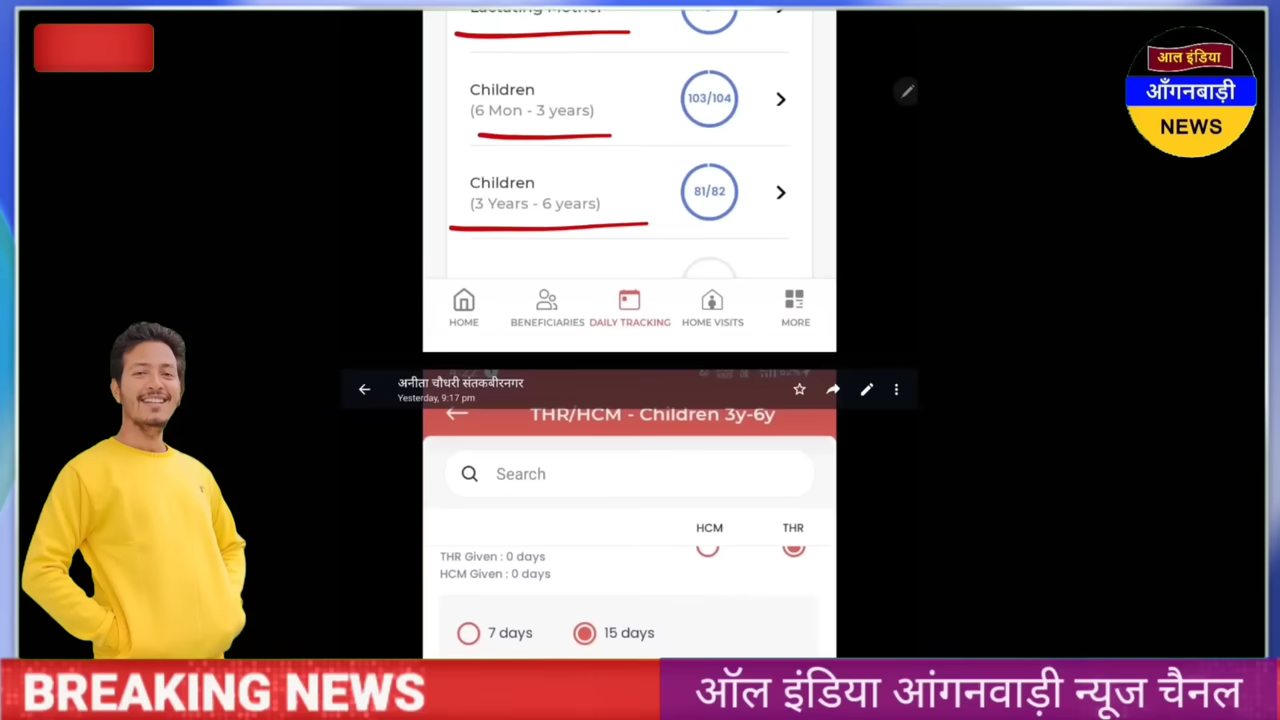 Lactating Mother
Children
(6 Mon - 3 years)
103/104
Children
(3 Years - 6 years)
81/82
HOME
BENEFICIARIES
DAILY TRACKING
HOME VISITS
MORE
आल इंडिया
आँगनबाड़ी
NEWS
अनीता चौधरी संतकबीरनगर
Yesterday, 9:17 pm
THR/HCM - Children 3y-6y
Search
HCM THR
THR Given : 0 days
HCM Given : 0 days
7 days
15 days
BREAKING NEWS
ऑल इंडिया आंगनवाड़ी न्यूज चैनल